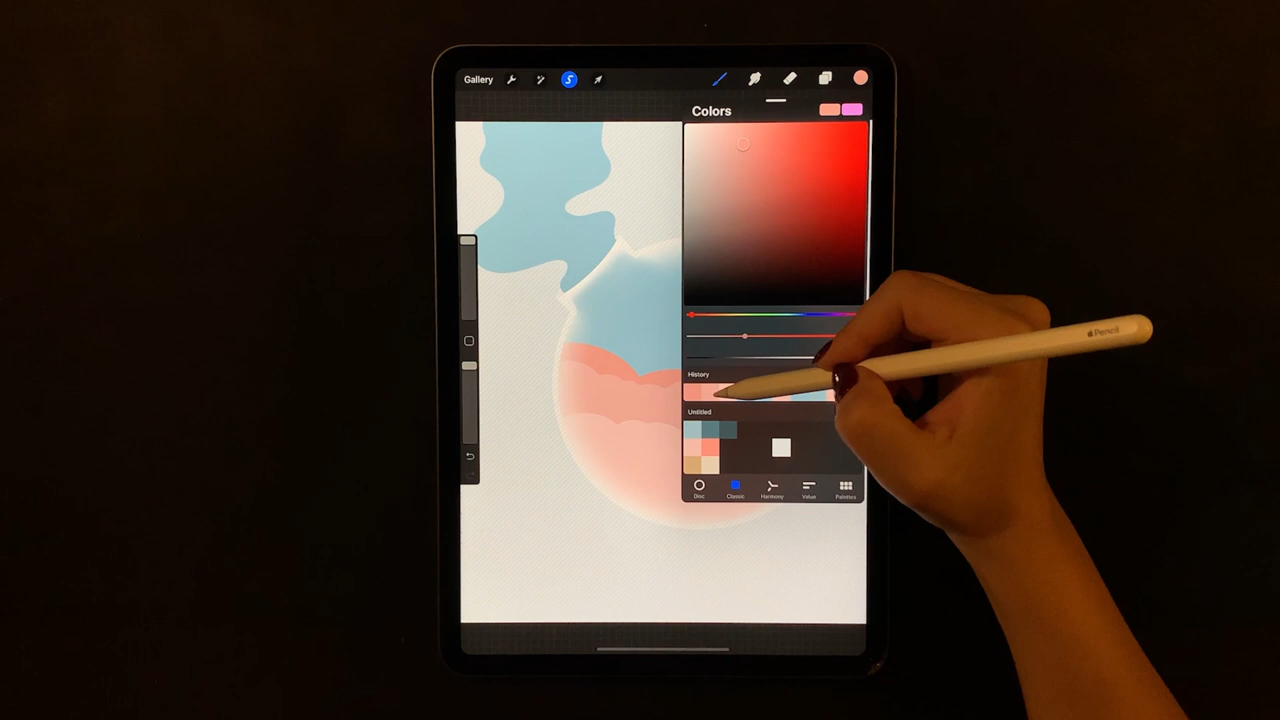 Gallery
Colors
History
Untitled
Disc Classic Harmony Value Palettes
Pencil